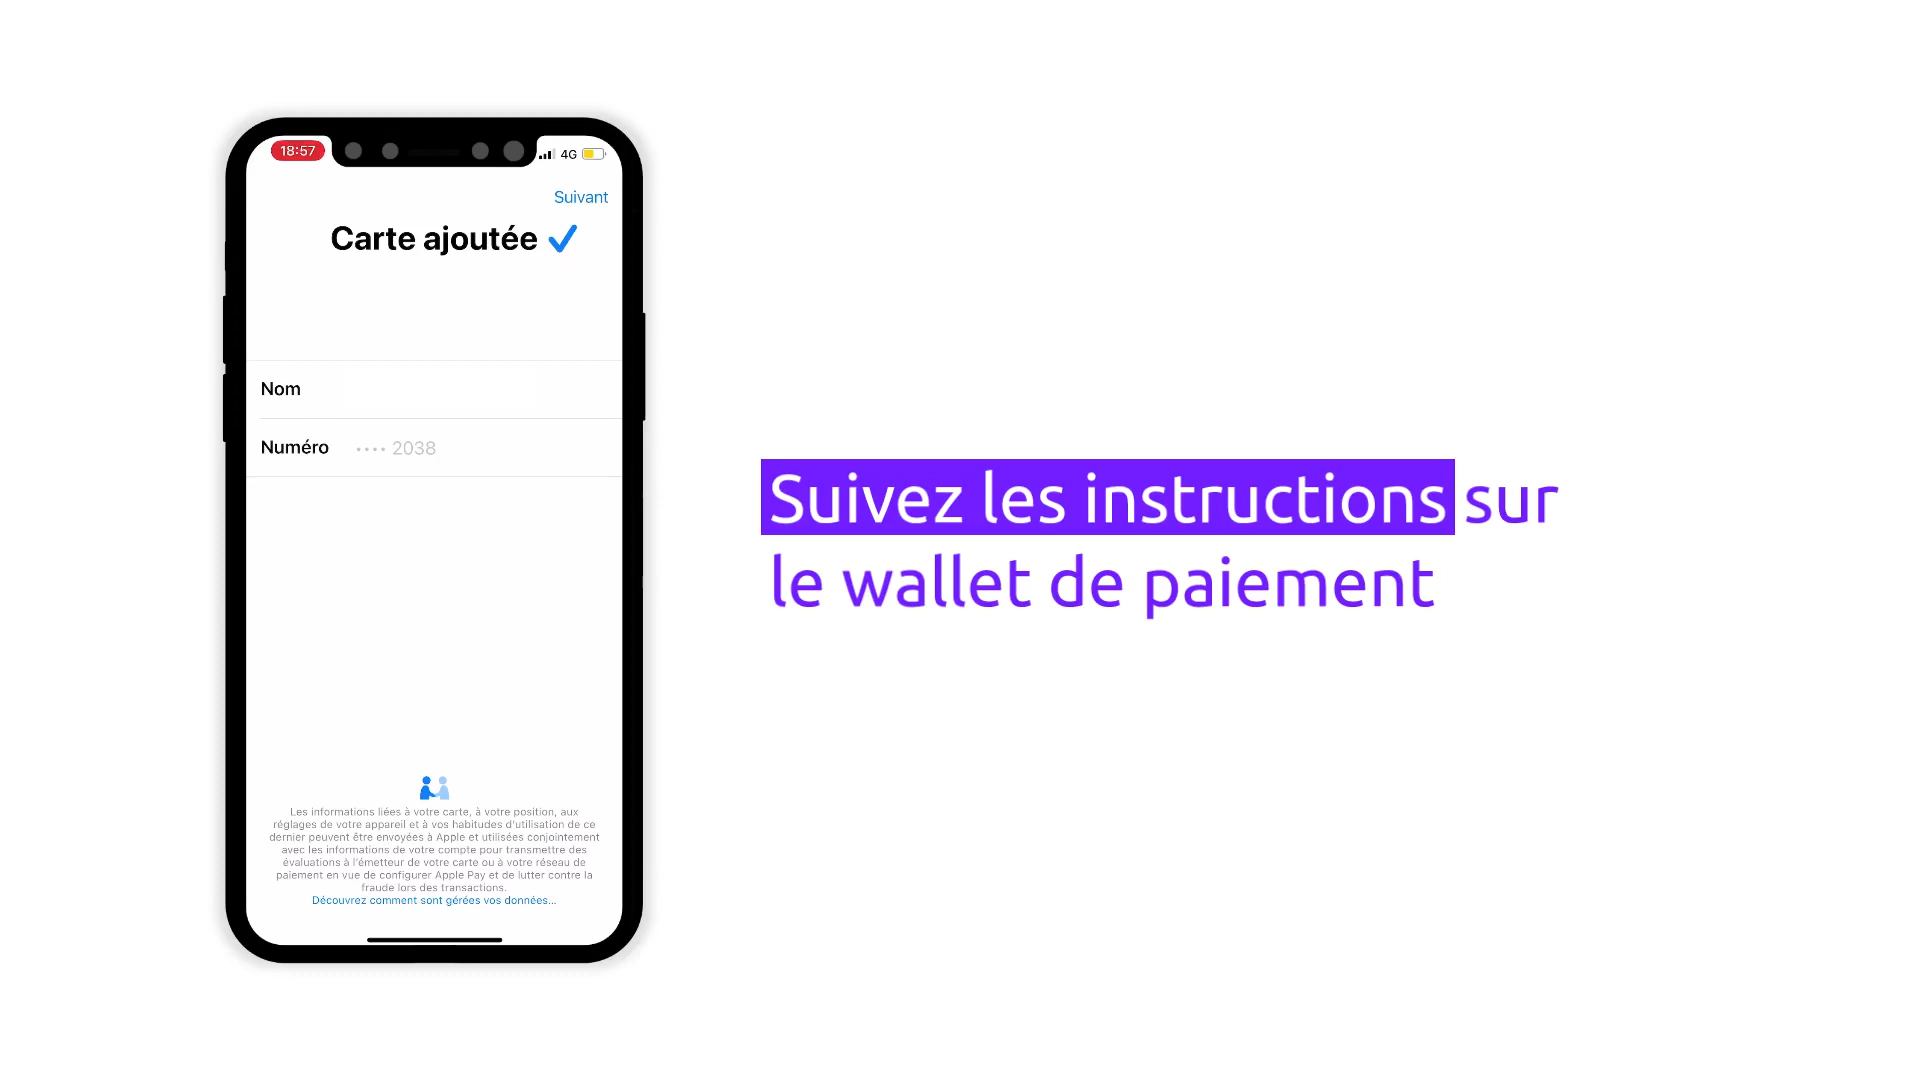 18:57
4G
Suivant
Carte ajoutée
Nom
Numéro •••• 2038
Les informations liées à votre carte, à votre position, aux
réglages de votre appareil et à vos habitudes d'utilisation de ce
dernier peuvent être envoyées à Apple et utilisées conjointement
avec les informations de votre compte pour transmettre des
évaluations à l'émetteur de votre carte ou à votre réseau de
paiement en vue de configurer Apple Pay et de lutter contre la
fraude lors des transactions.
Découvrez comment sont gérées vos données...
Suivez les instructions sur
le wallet de paiement